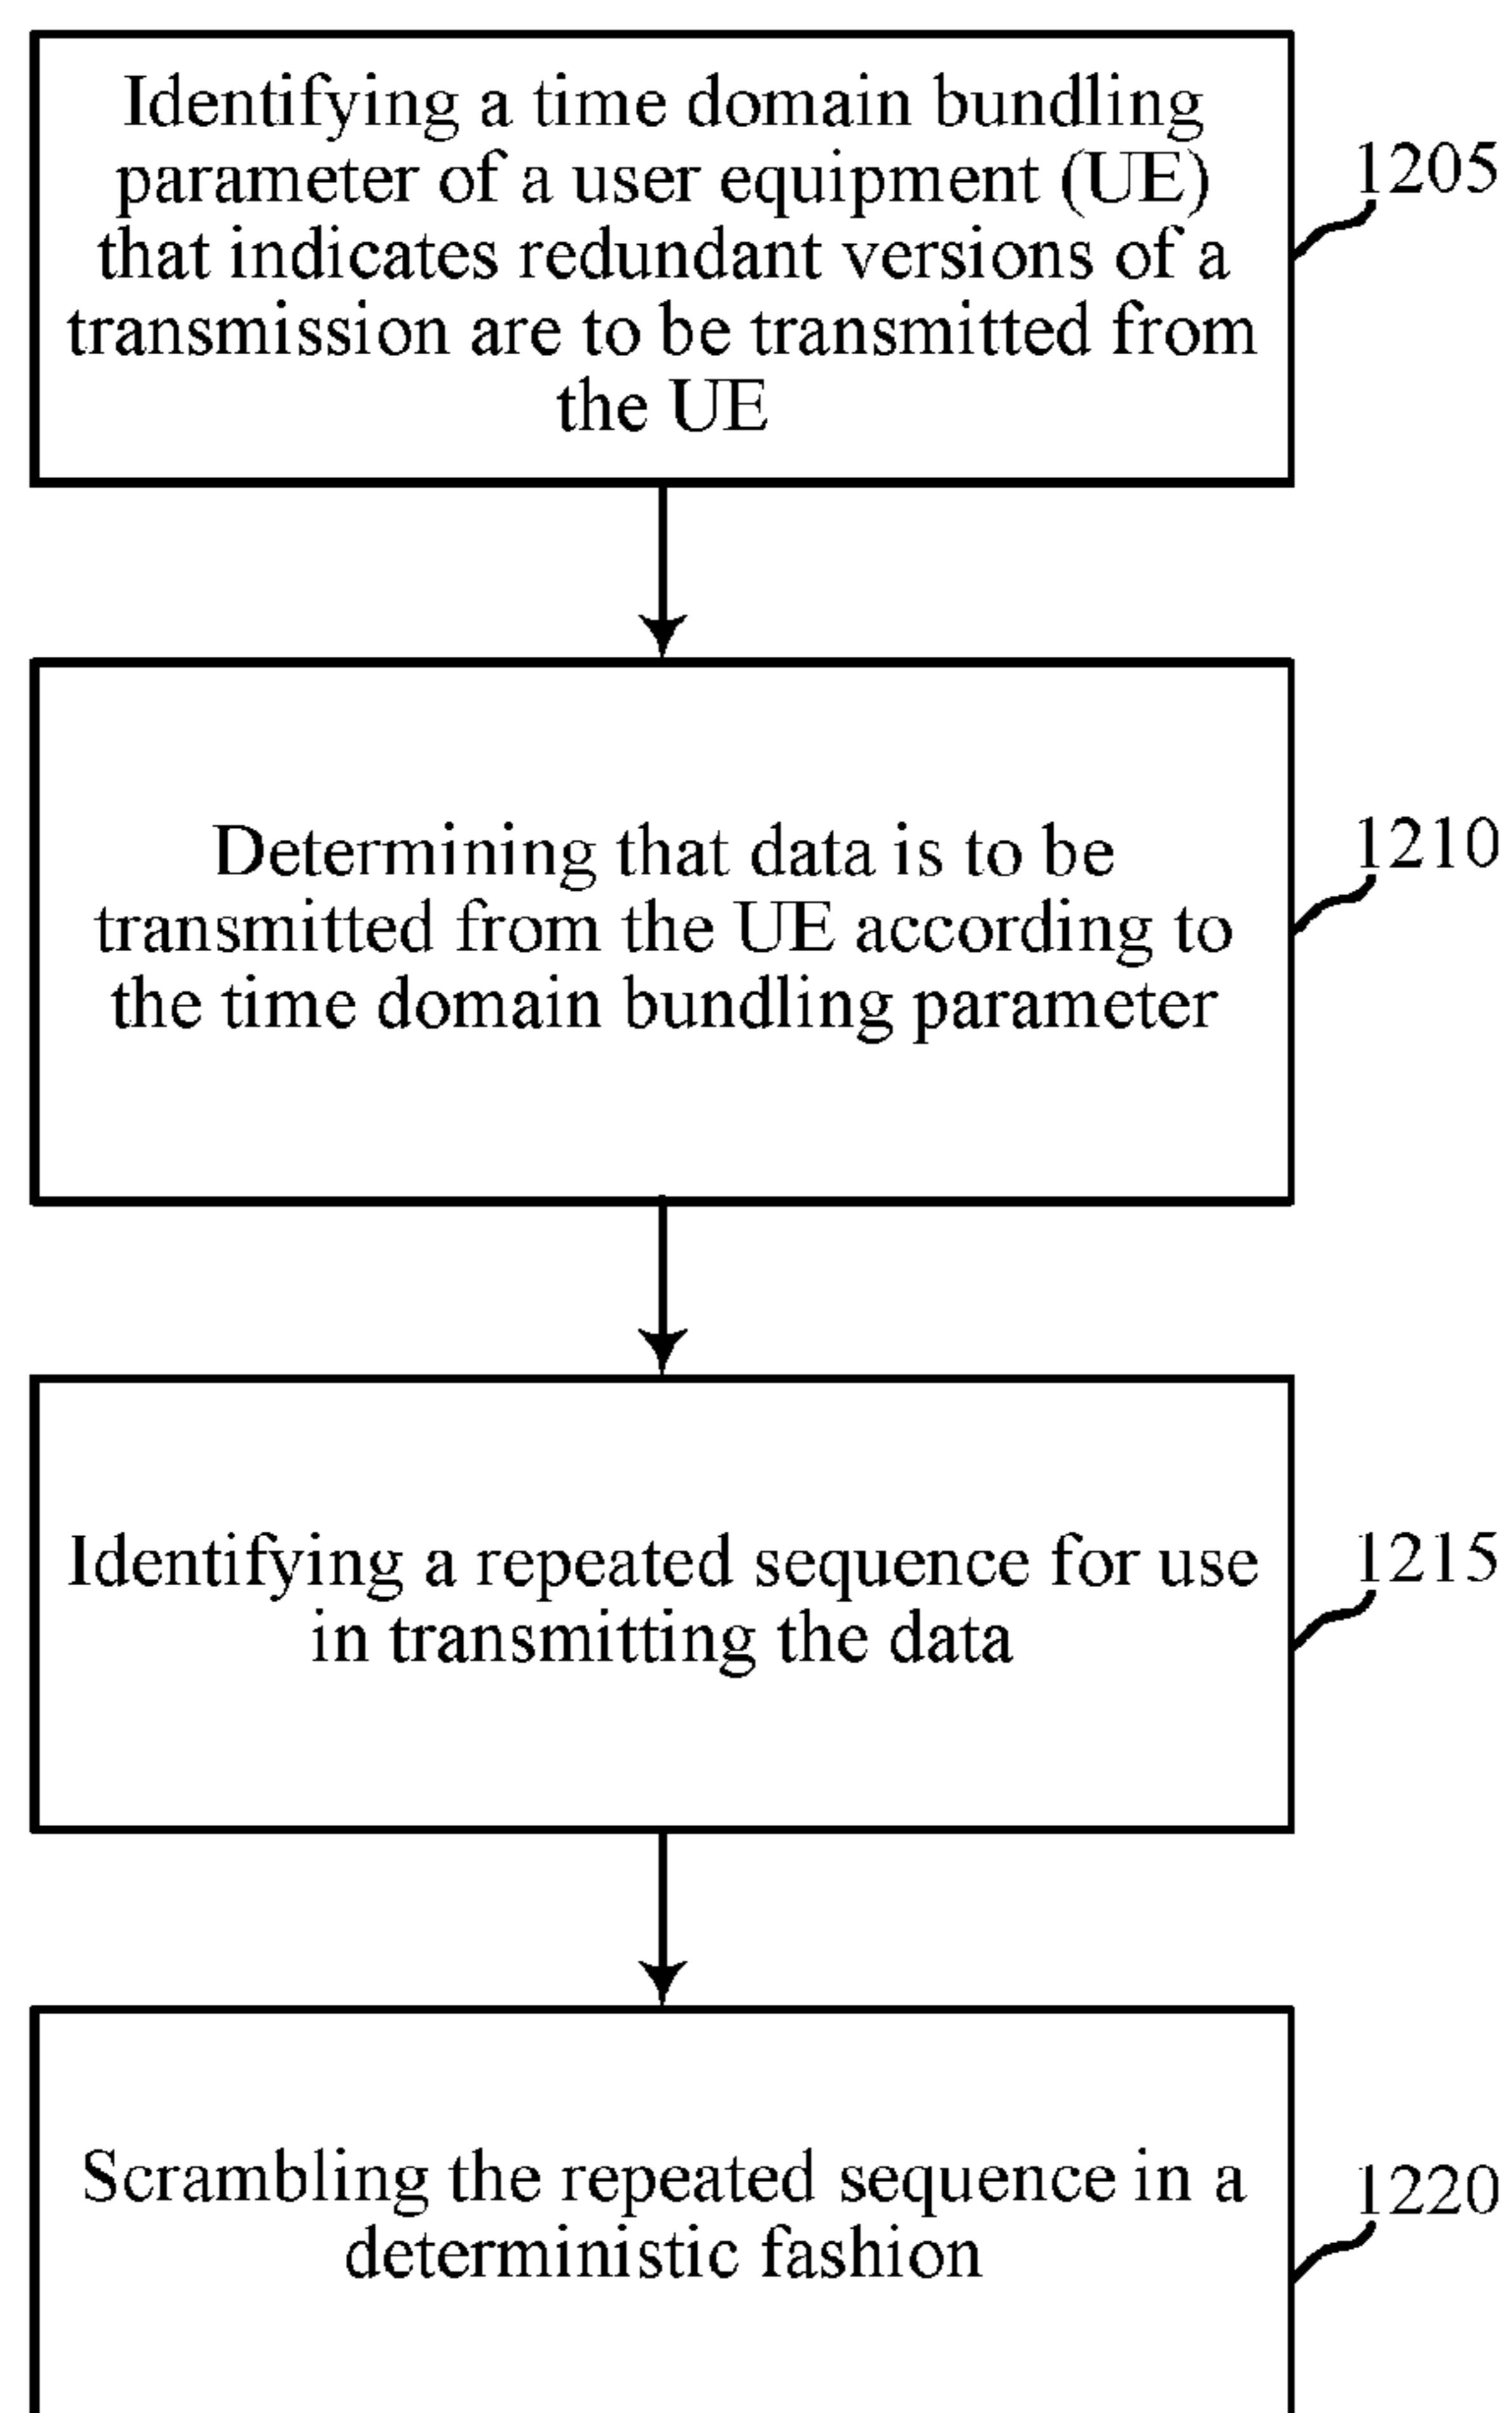 Identifying a time domain bundling
parameter of a user equipment (UE)
that indicates redundant versions of a
transmission are to be transmitted from
the UE
1205
Determining that data is to be
transmitted from the UE according to
the time domain bundling parameter
1210
Identifying a repeated sequence for use
in transmitting the data
1215
Scrambling the repeated sequence in a
deterministic fashion
1220